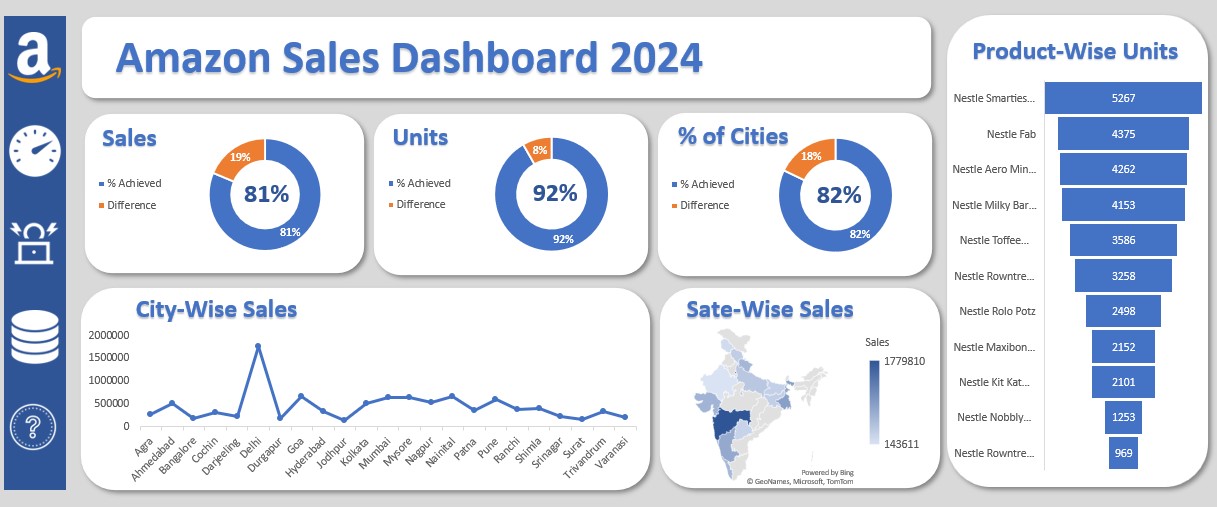 a
Amazon Sales Dashboard 2024
Sales
% Achieved
Difference
19%
81%
81%
Units
% Achieved
Difference
8%
92%
92%
% of Cities
% Achieved
Difference
18%
82%
82%
City-Wise Sales
2000000
1500000
1000000
500000
0
Agra
Ahmedabad
Bangalore
Cochin
Darjeeling
Delhi
Durgapur
Goa
Hyderabad
Jodhpur
Kolkata
Mumbai
Mysore
Nagpur
Nainital
Patna
Pune
Ranchi
Shimla
Srinagar
Surat
Trivandrum
Varanasi
Sate-Wise Sales
Sales
1779810
143611
Powered by Bing
© GeoNames, Microsoft, TomTom
Product-Wise Units
Nestle Smarties... 5267
Nestle Fab 4375
Nestle Aero Min... 4262
Nestle Milky Bar... 4153
Nestle Toffee... 3586
Nestle Rowntre... 3258
Nestle Rolo Potz 2498
Nestle Maxibon... 2152
Nestle Kit Kat... 2101
Nestle Nobbly... 1253
Nestle Rowntre... 969
?